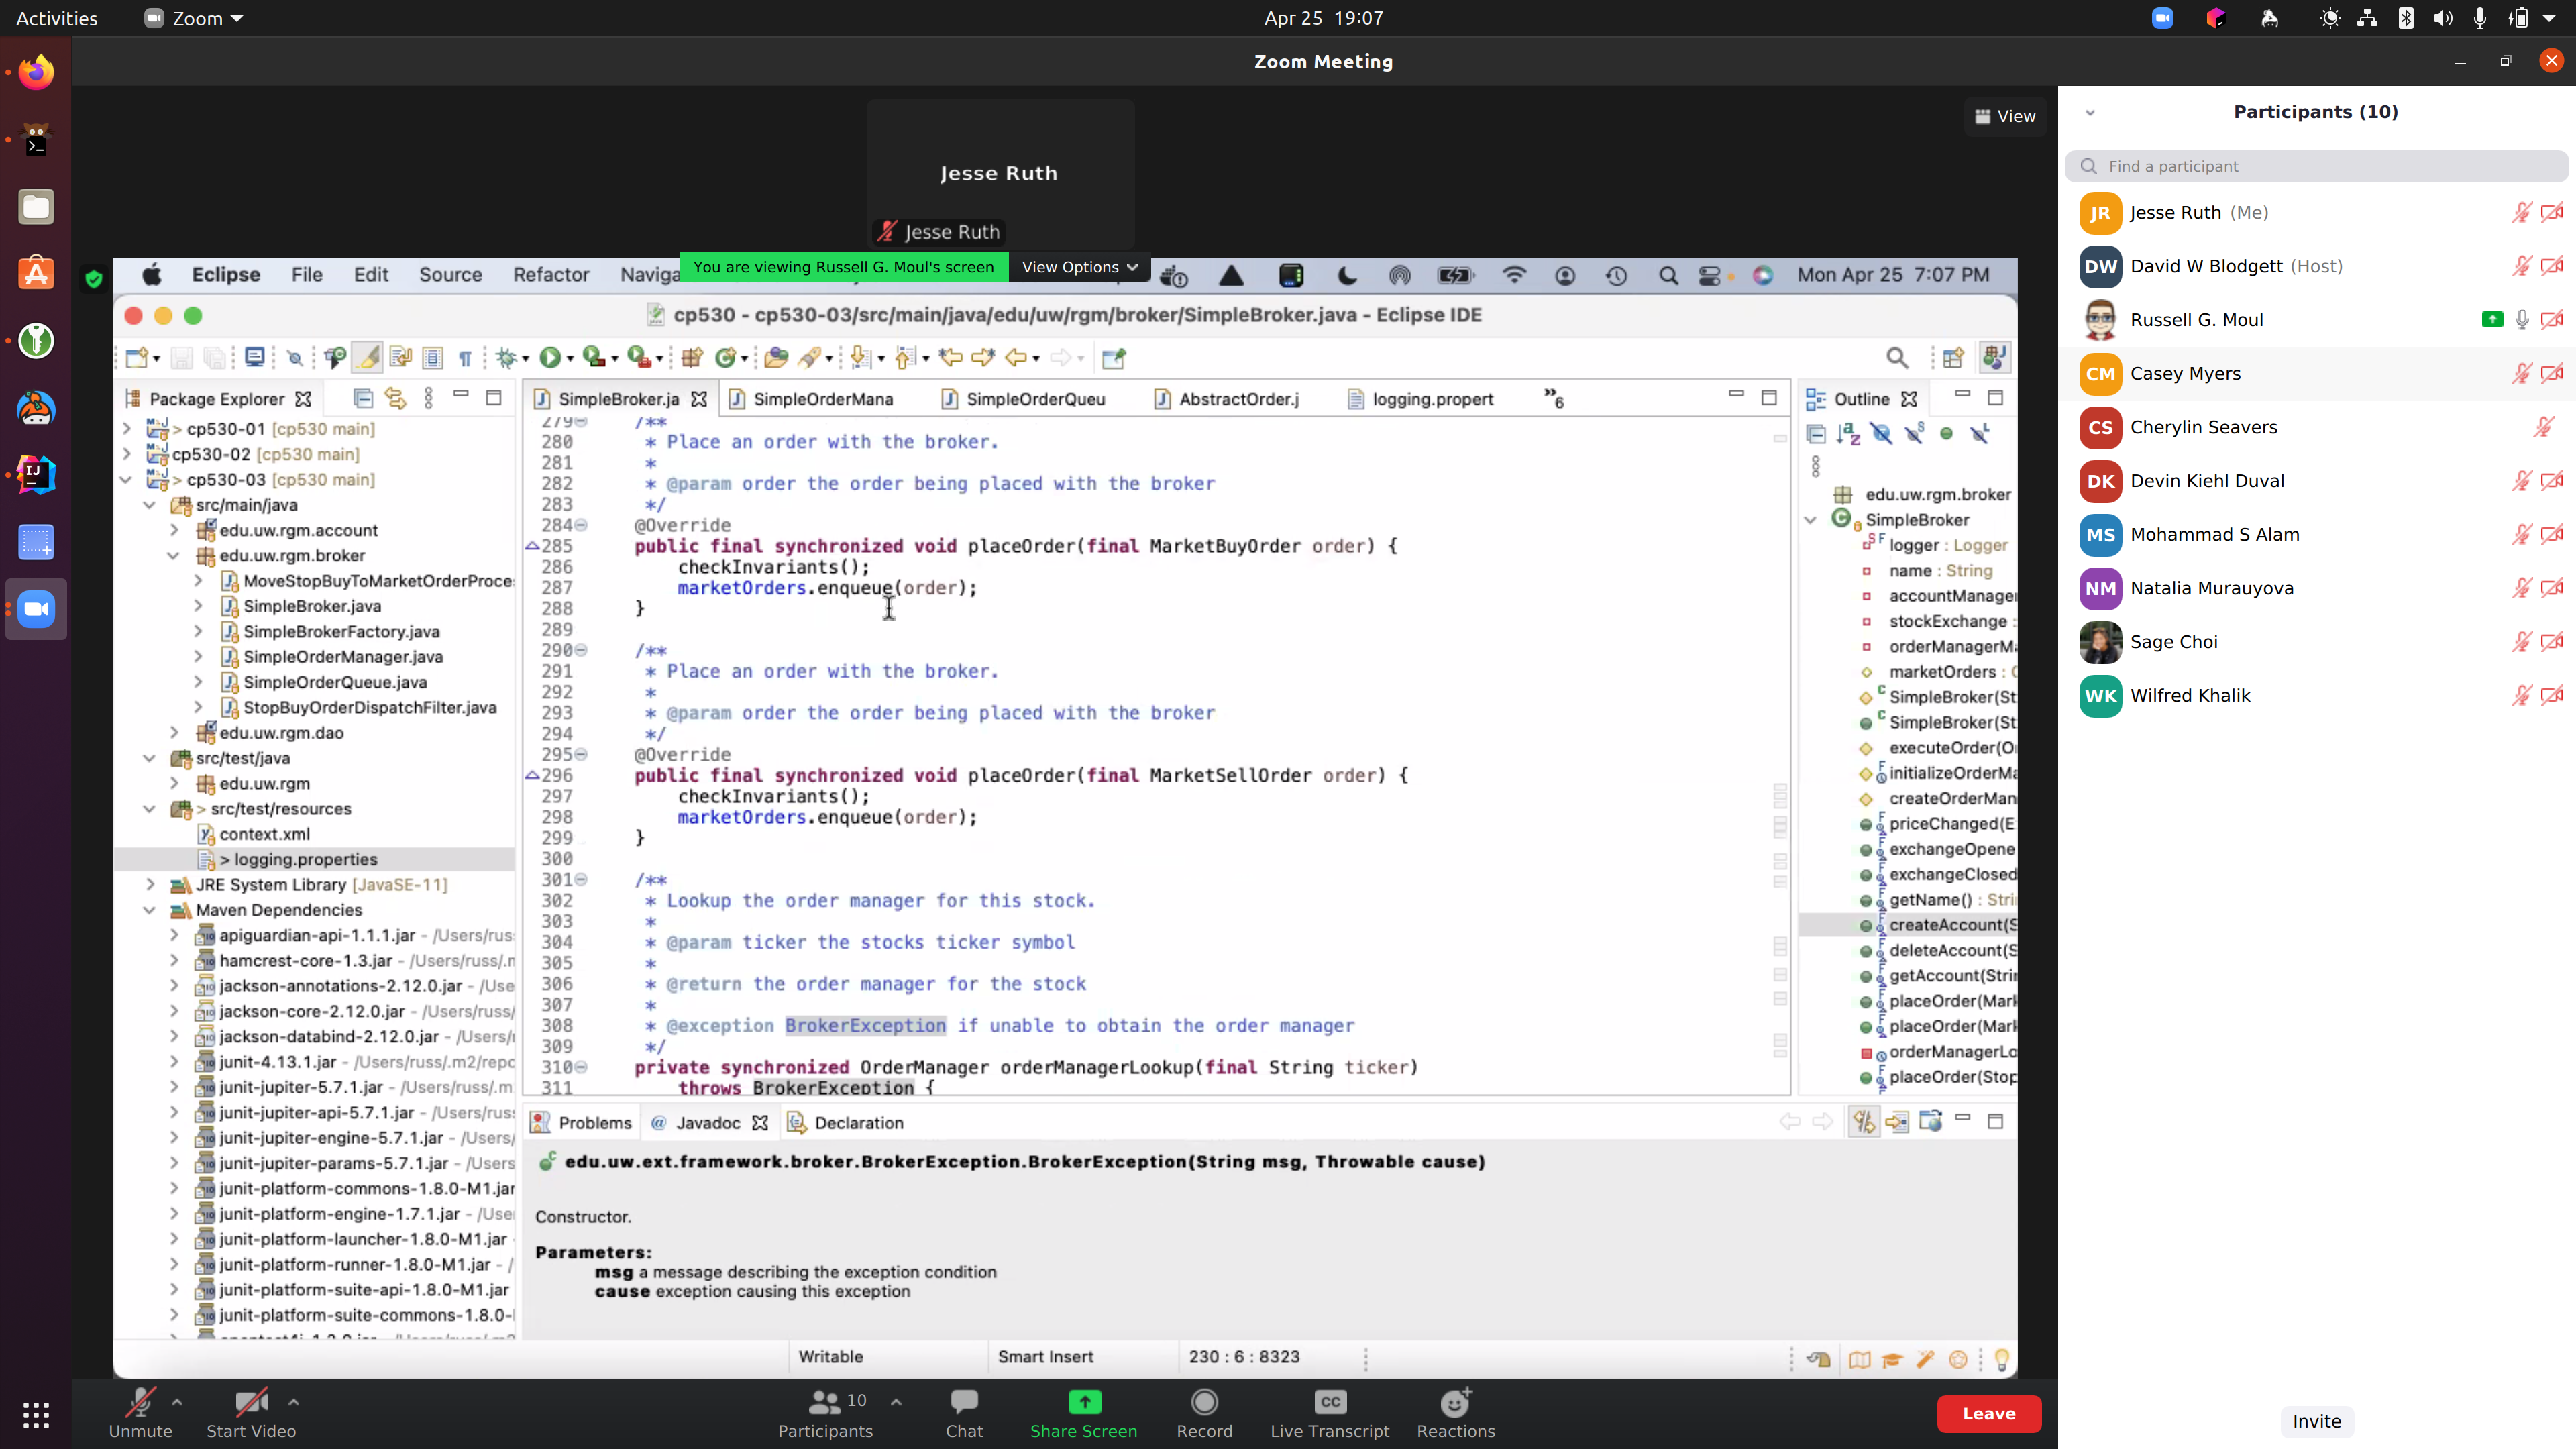 Activities
Zoom
Apr 25 19:07
Zoom Meeting
Jesse Ruth
Jesse Ruth
View
You are viewing Russell G. Moul's screen
View Options
Eclipse File Edit Source Refactor Naviga
Mon Apr 25 7:07 PM
cp530 - cp530-03/src/main/java/edu/uw/rgm/broker/SimpleBroker.java - Eclipse IDE
Package Explorer
> cp530-01 [cp530 main]
cp530-02 [cp530 main]
> cp530-03 [cp530 main]
src/main/java
edu.uw.rgm.account
edu.uw.rgm.broker
MoveStopBuyToMarketOrderProce
SimpleBroker.java
SimpleBrokerFactory.java
SimpleOrderManager.java
SimpleOrderQueue.java
StopBuyOrderDispatchFilter.java
edu.uw.rgm.dao
src/test/java
edu.uw.rgm
> src/test/resources
context.xml
> logging.properties
JRE System Library [JavaSE-11]
Maven Dependencies
apiguardian-api-1.1.1.jar - /Users/rus
hamcrest-core-1.3.jar - /Users/russ/.r
jackson-annotations-2.12.0.jar - /Use
jackson-core-2.12.0.jar - /Users/russ/
jackson-databind-2.12.0.jar - /Users/
junit-4.13.1.jar - /Users/russ/.m2/repo
junit-jupiter-5.7.1.jar - /Users/russ/.m
junit-jupiter-api-5.7.1.jar - /Users/rus
junit-jupiter-engine-5.7.1.jar - /Users/
junit-jupiter-params-5.7.1.jar - /Users
junit-platform-commons-1.8.0-M1.jar
junit-platform-engine-1.7.1.jar - /Use
junit-platform-launcher-1.8.0-M1.jar
junit-platform-runner-1.8.0-M1.jar - /
junit-platform-suite-api-1.8.0-M1.jar
junit-platform-suite-commons-1.8.0-
SimpleBroker.ja
SimpleOrderMana
SimpleOrderQueu
AbstractOrder.j
logging.propert
»6
279 /**
280 * Place an order with the broker.
281 *
282 * @param order the order being placed with the broker
283 */
284 @Override
285 public final synchronized void placeOrder(final MarketBuyOrder order) {
286 checkInvariants();
287 marketOrders.enqueue(order);
288 }
289
290 /**
291 * Place an order with the broker.
292 *
293 * @param order the order being placed with the broker
294 */
295 @Override
296 public final synchronized void placeOrder(final MarketSellOrder order) {
297 checkInvariants();
298 marketOrders.enqueue(order);
299 }
300
301 /**
302 * Lookup the order manager for this stock.
303 *
304 * @param ticker the stocks ticker symbol
305 *
306 * @return the order manager for the stock
307 *
308 * @exception BrokerException if unable to obtain the order manager
309 */
310 private synchronized OrderManager orderManagerLookup(final String ticker)
311 throws BrokerException {
Outline
edu.uw.rgm.broker
SimpleBroker
logger : Logger
name : String
accountManage
stockExchange :
orderManagerMa
marketOrders : 
SimpleBroker(St
SimpleBroker(St
executeOrder(O
initializeOrderMa
createOrderMan
priceChanged(E
exchangeOpene
exchangeClosed
getName() : Stri
createAccount(S
deleteAccount(S
getAccount(Strin
placeOrder(Mark
placeOrder(Mark
orderManagerLo
placeOrder(Stop
Problems
@ Javadoc
Declaration
edu.uw.ext.framework.broker.BrokerException.BrokerException(String msg, Throwable cause)
Constructor.
Parameters:
msg a message describing the exception condition
cause exception causing this exception
Writable
Smart Insert
230 : 6 : 8323
Participants (10)
Find a participant
JR Jesse Ruth (Me)
DW David W Blodgett (Host)
Russell G. Moul
CM Casey Myers
CS Cherylin Seavers
DK Devin Kiehl Duval
MS Mohammad S Alam
NM Natalia Murauyova
Sage Choi
WK Wilfred Khalik
Invite
Unmute
Start Video
10
Participants
Chat
Share Screen
Record
CC
Live Transcript
Reactions
Leave